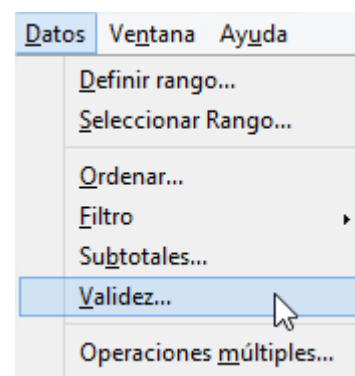 Datos Ventana Ayuda
Definir rango...
Seleccionar Rango...
Ordenar...
Filtro
Subtotales...
Validez...
Operaciones múltiples...